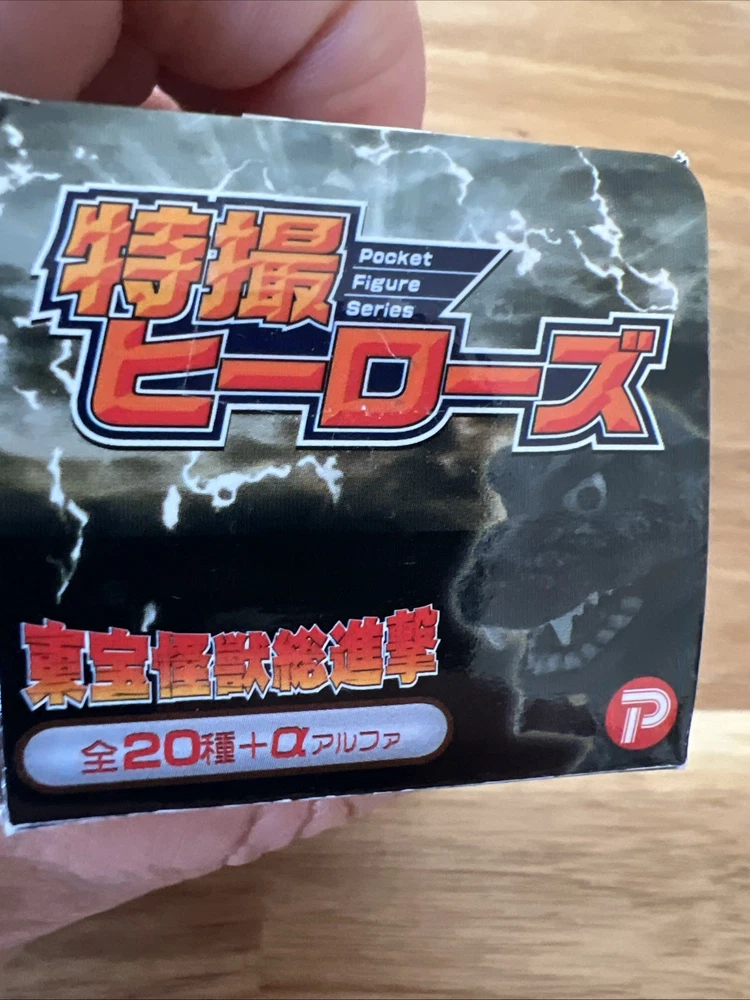 特撮
Pocket
Figure
Series
ヒーローズ
東宝怪獣総進撃
全20種+αアルファ
P